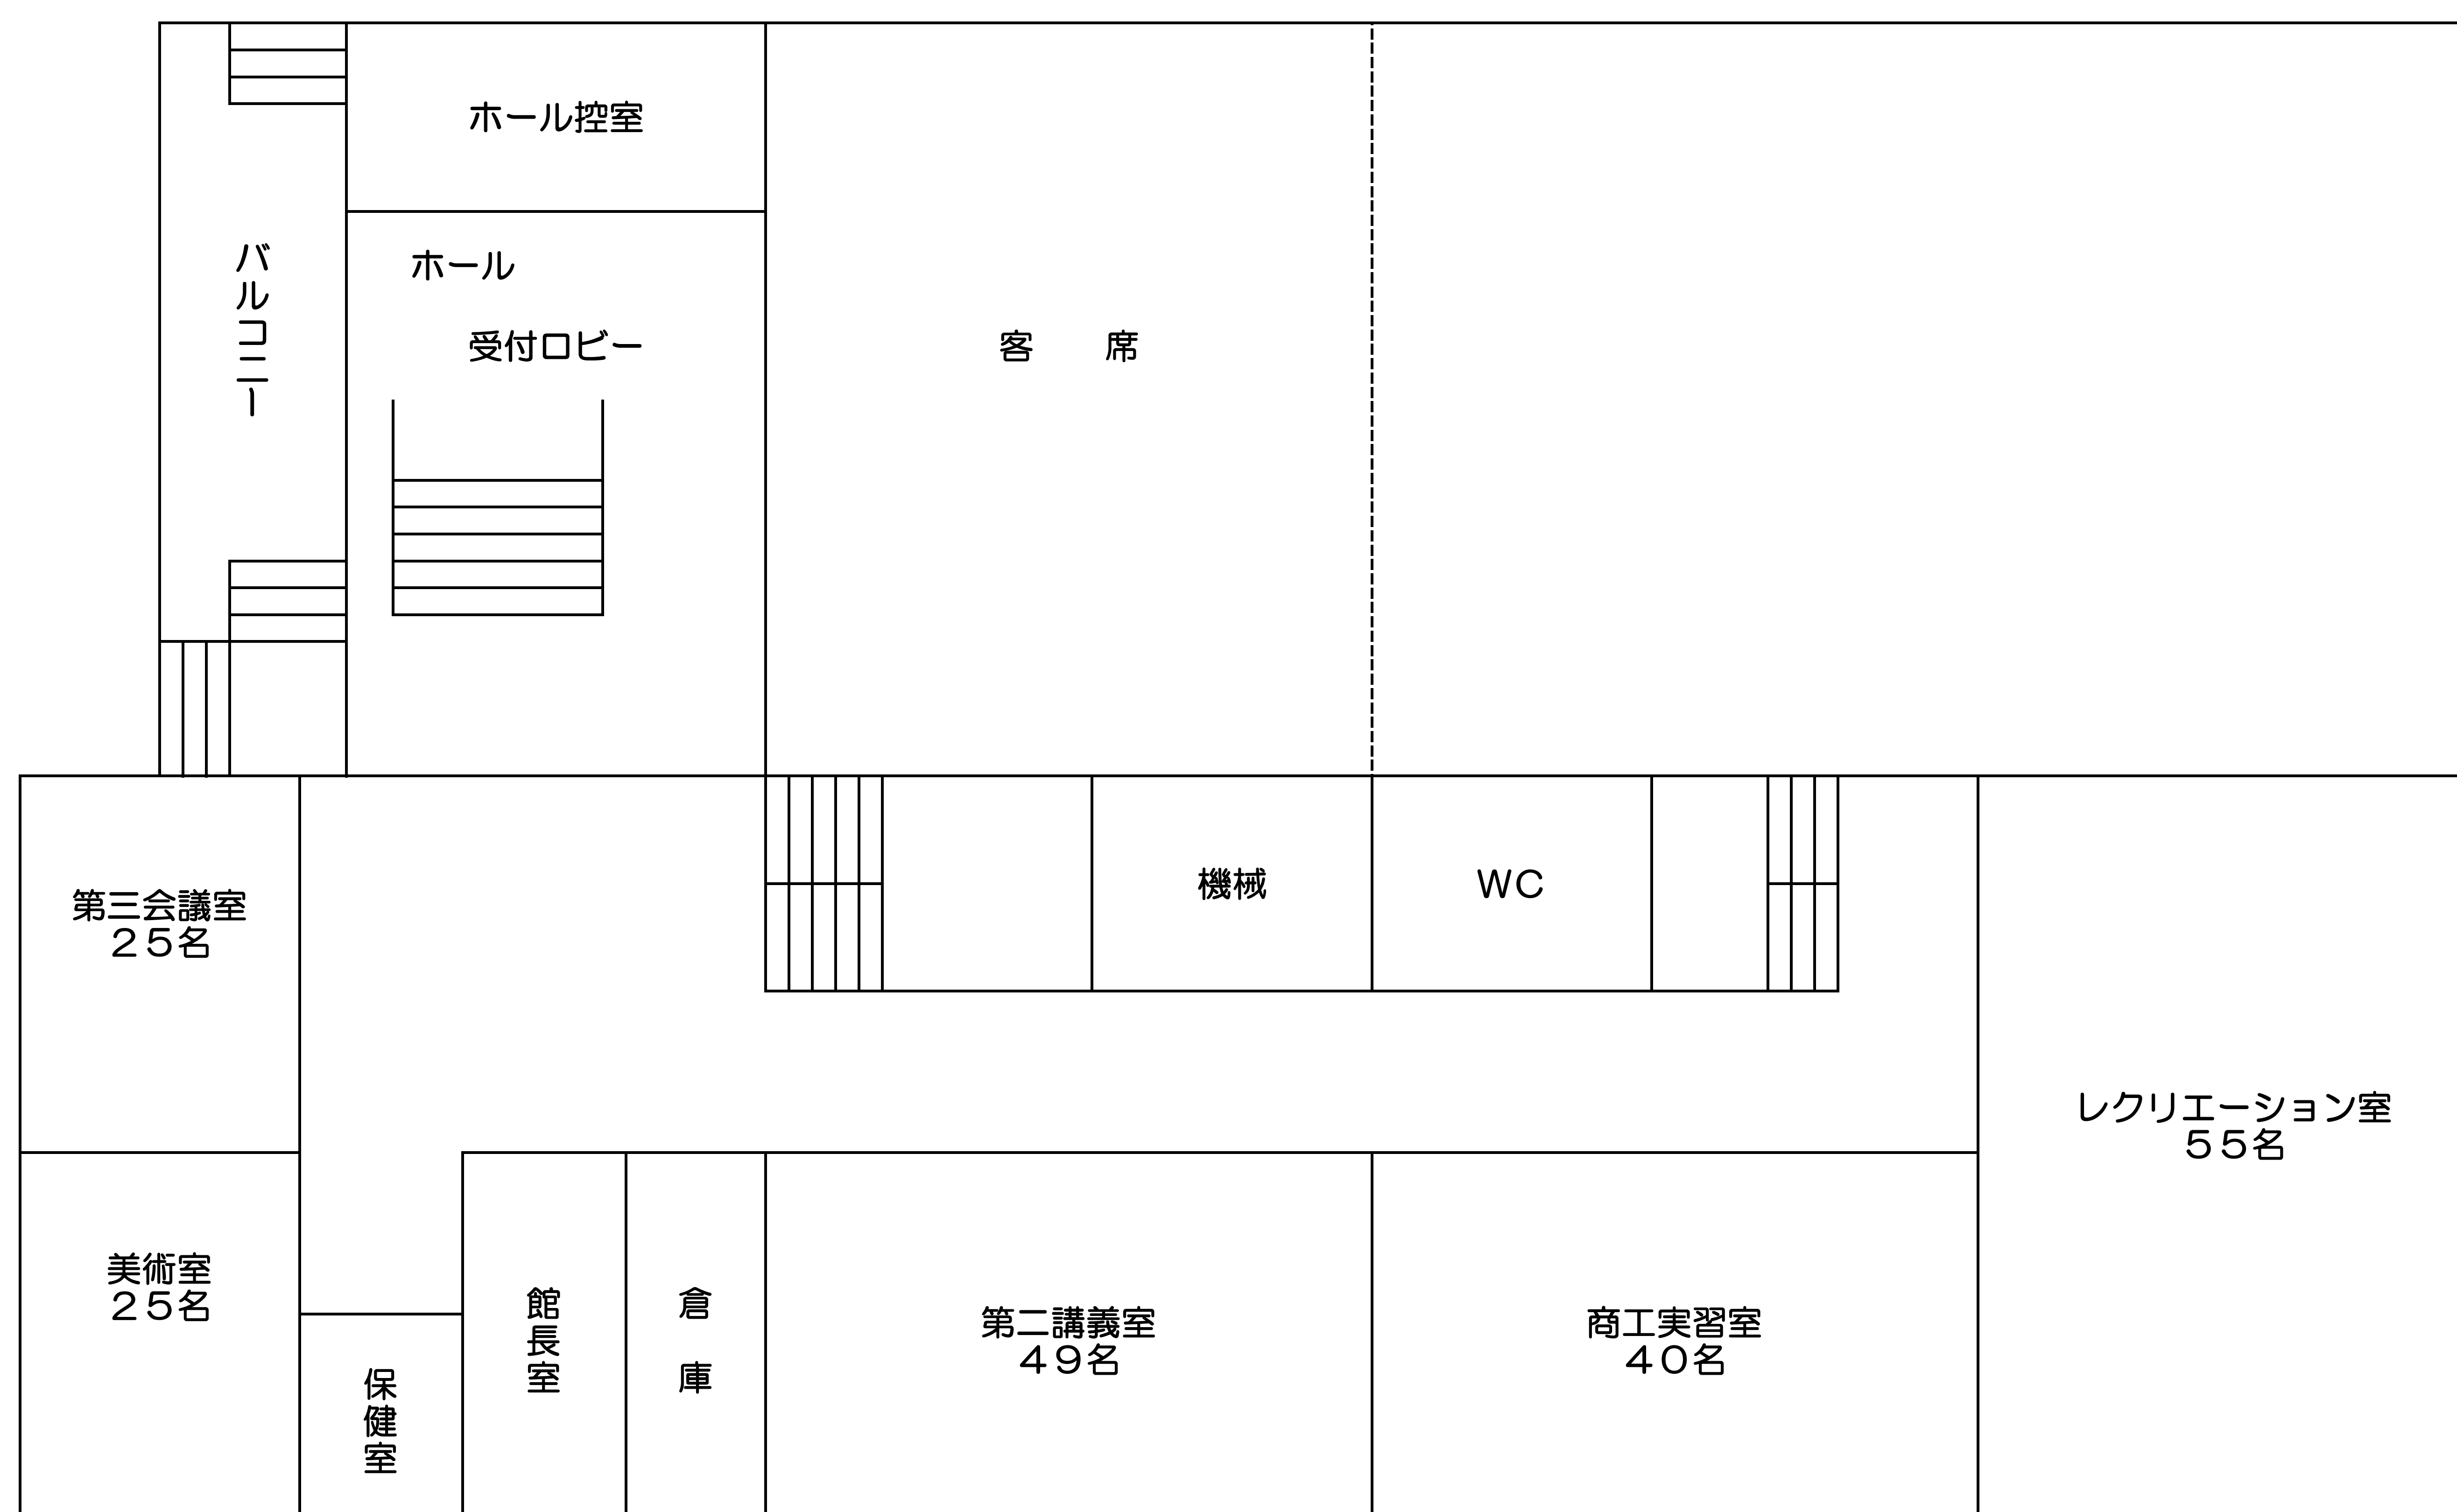 ホール控室
バルコニー
ホール
受付ロビー
客　　席
機械
ＷＣ
第三会議室
２５名
レクリエーション室
５５名
美術室
２５名
保健室
館長室
倉　庫
第二講義室
４９名
商工実習室
４０名